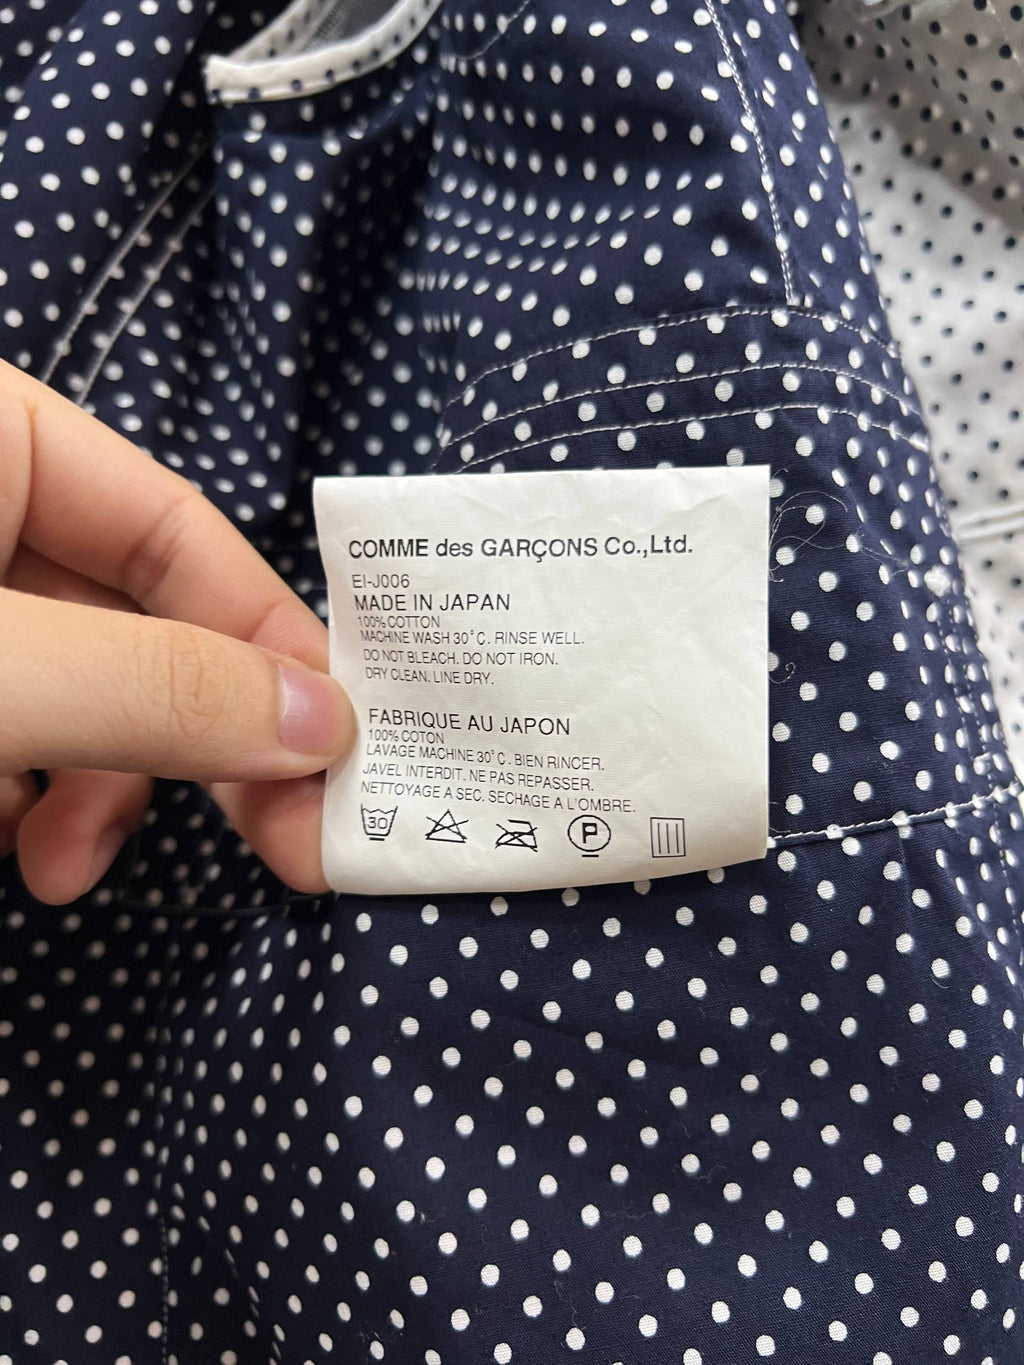 COMME des GARÇONS Co.,Ltd.
EI-J006
MADE IN JAPAN
100% COTTON
MACHINE WASH 30°C. RINSE WELL.
DO NOT BLEACH. DO NOT IRON.
DRY CLEAN. LINE DRY.
FABRIQUE AU JAPON
100% COTON
LAVAGE MACHINE 30°C. BIEN RINCER.
JAVEL INTERDIT. NE PAS REPASSER.
NETTOYAGE A SEC. SECHAGE A L'OMBRE.
30 P